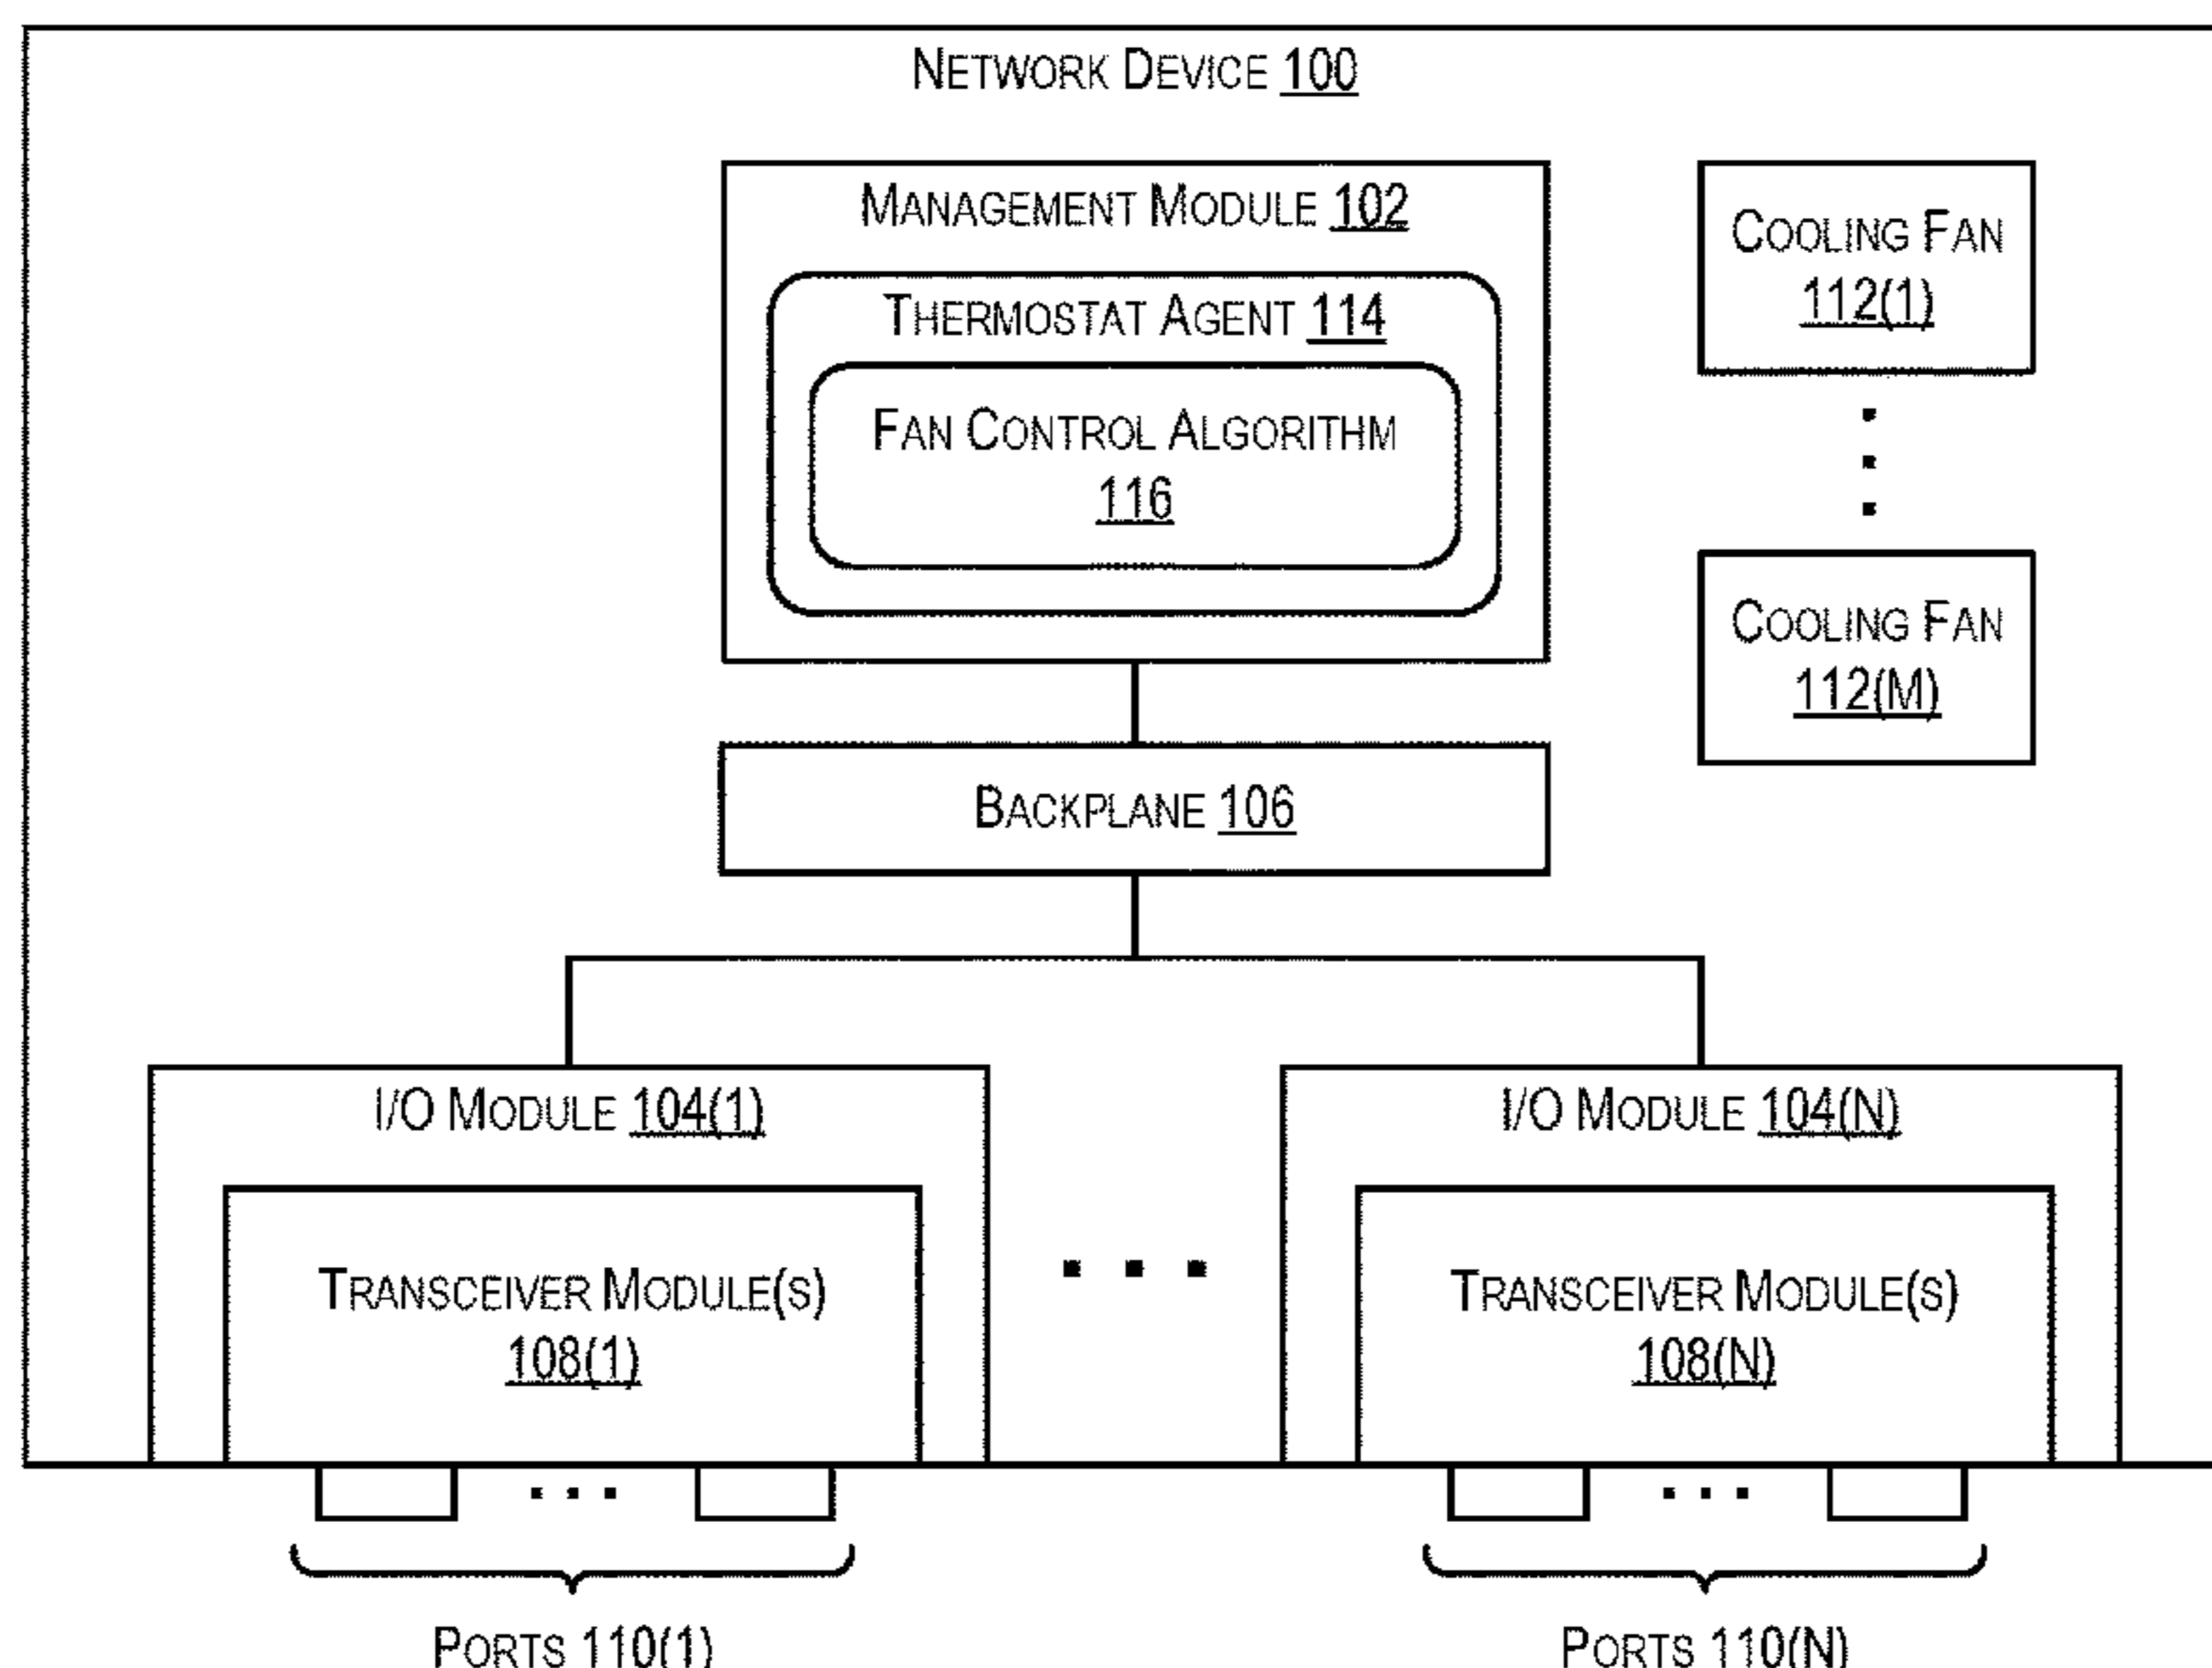 NETWORK DEVICE 100
MANAGEMENT MODULE 102
THERMOSTAT AGENT 114
FAN CONTROL ALGORITHM
116
COOLING FAN
112(1)
COOLING FAN
112(M)
BACKPLANE 106
I/O MODULE 104(1)
TRANSCEIVER MODULE(S)
108(1)
I/O MODULE 104(N)
TRANSCEIVER MODULE(S)
108(N)
PORTS 110(1)
PORTS 110(N)